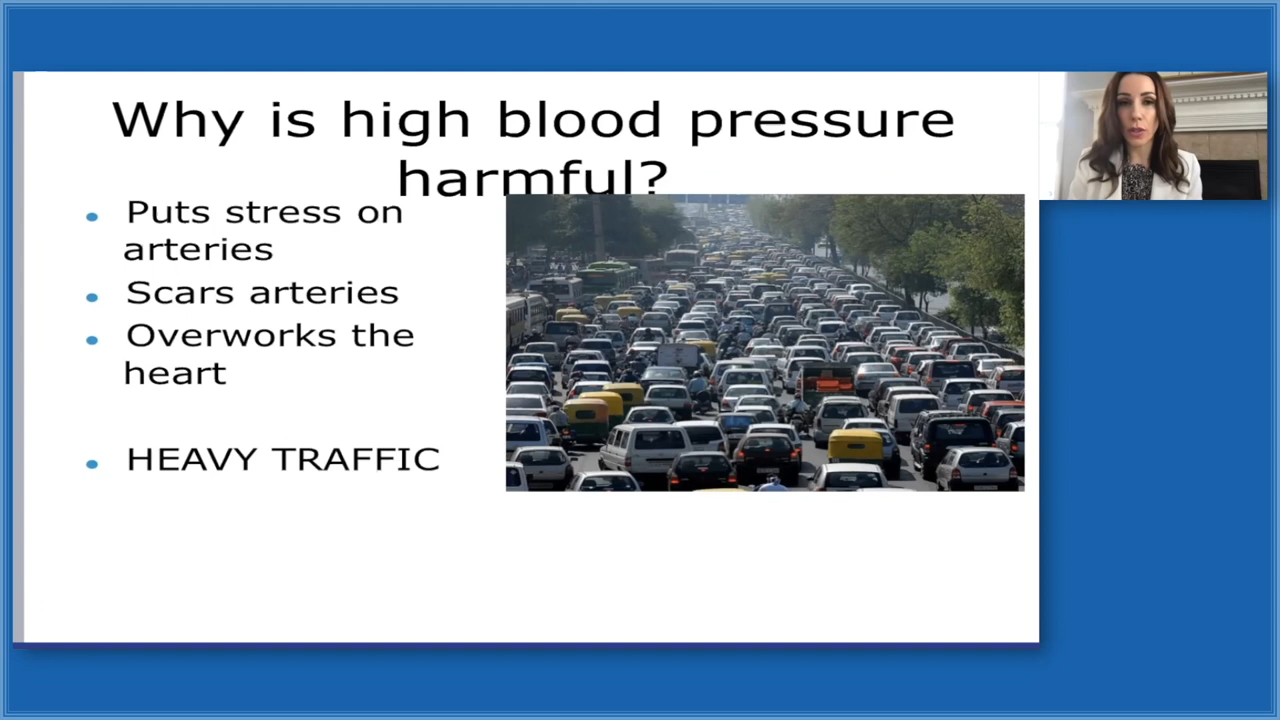 Why is high blood pressure
harmful?
• Puts stress on
arteries
• Scars arteries
• Overworks the
heart
• HEAVY TRAFFIC